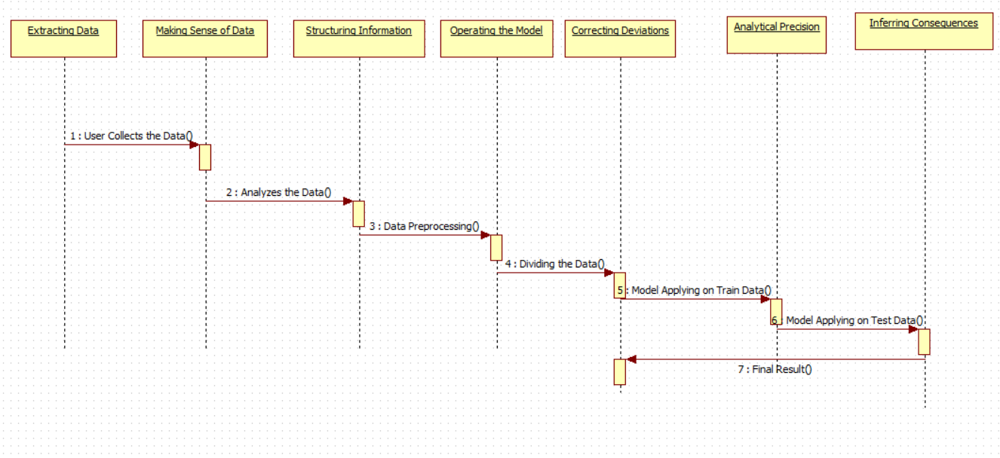 Extracting Data
Making Sense of Data
Structuring Information
Operating the Model
Correcting Deviations
Analytical Precision
Inferring Consequences
1 : User Collects the Data()
2 : Analyzes the Data()
3 : Data Preprocessing()
4 : Dividing the Data()
5 : Model Applying on Train Data()
6 : Model Applying on Test Data()
7 : Final Result()